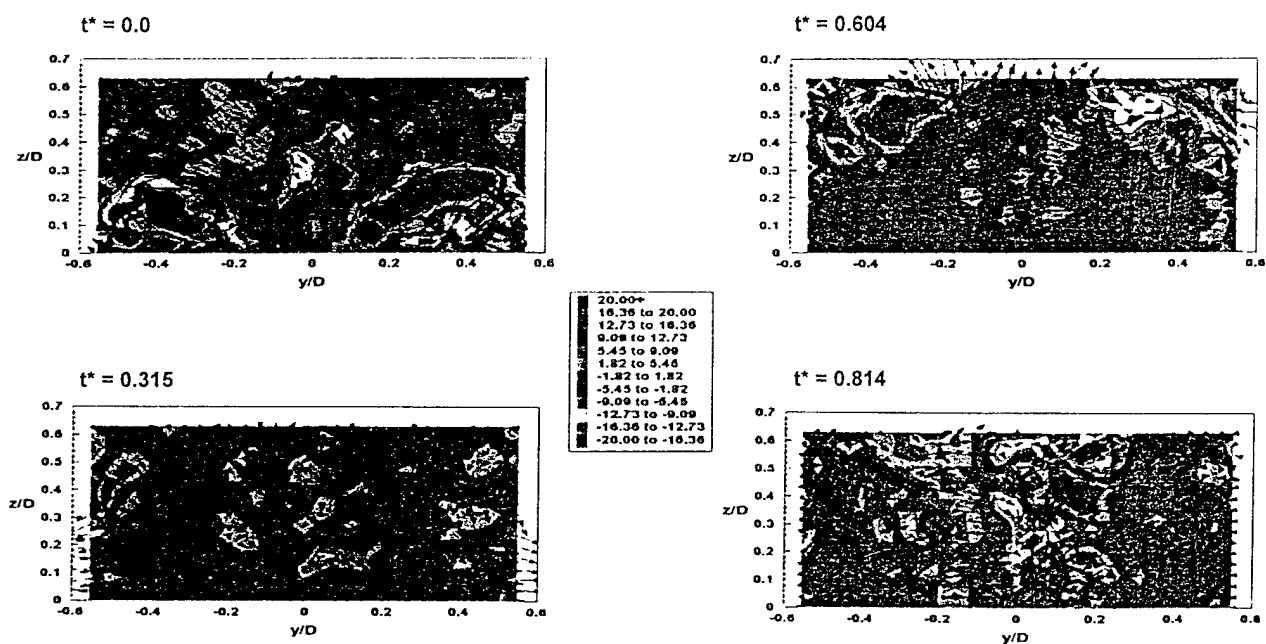 t* = 0.0
0.7
0.6
0.5
0.4
z/D
0.3
0.2
0.1
0
-0.6 -0.4 -0.2 0 0.2 0.4 0.6
y/D
t* = 0.604
0.7
0.6
0.5
0.4
z/D
0.3
0.2
0.1
0
-0.6 -0.4 -0.2 0 0.2 0.4 0.6
y/D
20.00+
16.36 to 20.00
12.73 to 16.36
9.09 to 12.73
5.45 to 9.09
1.82 to 5.45
-1.82 to 1.82
-5.45 to -1.82
-9.09 to -5.45
-12.73 to -9.09
-16.36 to -12.73
-20.00 to -16.36
t* = 0.315
0.7
0.6
0.5
0.4
z/D
0.3
0.2
0.1
0
-0.6 -0.4 -0.2 0 0.2 0.4 0.6
y/D
t* = 0.814
0.7
0.6
0.5
0.4
z/D
0.3
0.2
0.1
0
-0.6 -0.4 -0.2 0 0.2 0.4 0.6
y/D